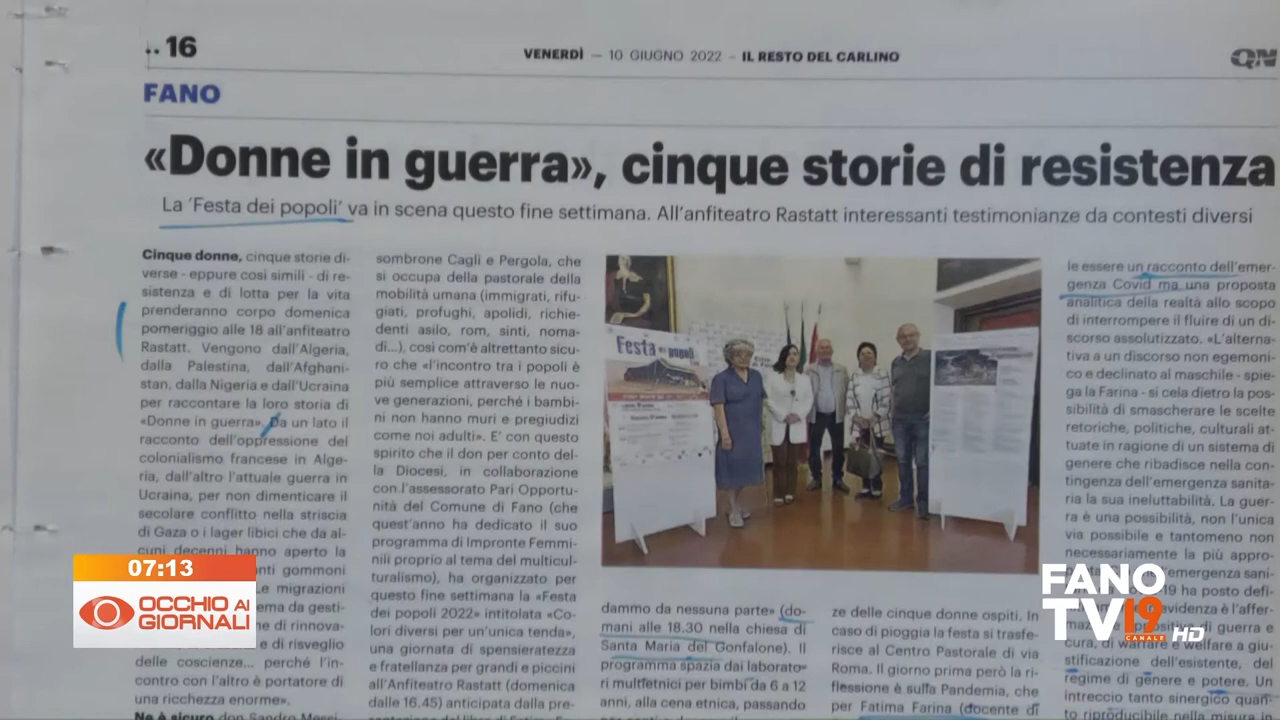 16
VENERDÌ — 10 GIUGNO 2022 – IL RESTO DEL CARLINO
QN
FANO
«Donne in guerra», cinque storie di resistenza
La 'Festa dei popoli' va in scena questo fine settimana. All'anfiteatro Rastatt interessanti testimonianze da contesti diversi
Cinque donne, cinque storie di-
verse - eppure così simili - di re-
sistenza e di lotta per la vita
prenderanno corpo domenica
pomeriggio alle 18 all'anfiteatro
Rastatt. Vengono dall'Algeria,
dalla Palestina, dall'Afghani-
stan, dalla Nigeria e dall'Ucraina
per raccontare la loro storia di
«Donne in guerra». Da un lato il
racconto dell'oppressione del
colonialismo francese in Alge-
ria, dall'altro l'attuale guerra in
Ucraina, per non dimenticare il
secolare conflitto nella striscia
di Gaza o i lager libici che da al-
cuni decenni hanno aperto la
nti gommoni
Le migrazioni
ema da gesti-
ne di rinnova-
e di risveglio
delle coscienze... perché l'in-
contro con l'altro è portatore di
una ricchezza enorme».
Ne è sicuro don Sandro Messi-
sombrone Cagli e Pergola, che
si occupa della pastorale della
mobilità umana (immigrati, rifu-
giati, profughi, apolidi, richie-
denti asilo, rom, sinti, noma-
di...), così com'è altrettanto sicu-
ro che «l'incontro tra i popoli è
più semplice attraverso le nuo-
ve generazioni, perché i bambi-
ni non hanno muri e pregiudizi
come noi adulti». E' con questo
spirito che il don per conto del-
la Diocesi, in collaborazione
con l'assessorato Pari Opportu-
nità del Comune di Fano (che
quest'anno ha dedicato il suo
programma di Impronte Femmi-
nili proprio al tema del multicul-
turalismo), ha organizzato per
questo fine settimana la «Festa
dei popoli 2022» intitolata «Co-
lori diversi per un'unica tenda»,
una giornata di spensieratezza
e fratellanza per grandi e piccini
all'Anfiteatro Rastatt (domenica
dalle 16.45) anticipata dalla pre-
Festa dei popoli
dammo da nessuna parte» (do-
mani alle 18.30 nella chiesa di
Santa Maria del Gonfalone). Il
programma spazia dai laborato-
ri multietnici per bimbi da 6 a 12
anni, alla cena etnica, passando
ze delle cinque donne ospiti. In
caso di pioggia la festa si trasfe-
risce al Centro Pastorale di via
Roma. Il giorno prima però la ri-
flessione è sulla Pandemia, che
per Fatima Farina (docente di
le essere un racconto dell'emer-
genza Covid ma una proposta
analitica della realtà allo scopo
di interrompere il fluire di un di-
scorso assolutizzato. «L'alterna-
tiva a un discorso non egemoni-
co e declinato al maschile - spie-
ga la Farina - si cela dietro la pos-
sibilità di smascherare le scelte
retoriche, politiche, culturali at-
tuate in ragione di un sistema di
genere che ribadisce nella con-
tingenza dell'emergenza sanita-
ria la sua ineluttabilità. La guer-
ra è una possibilità, non l'unica
via possibile e tantomeno non
necessariamente la più appro-
emergenza sani-
19 ha posto defi-
evidenza è l'affer-
di guerra e
cura, di warfare e welfare a giu-
stificazione dell'esistente, del
regime di genere e potere. Un
intreccio tanto sinergico quan-
to riproducibile nella misura in
07:13
OCCHIO AI
GIORNALI
FANO
TV19
CANALE HD